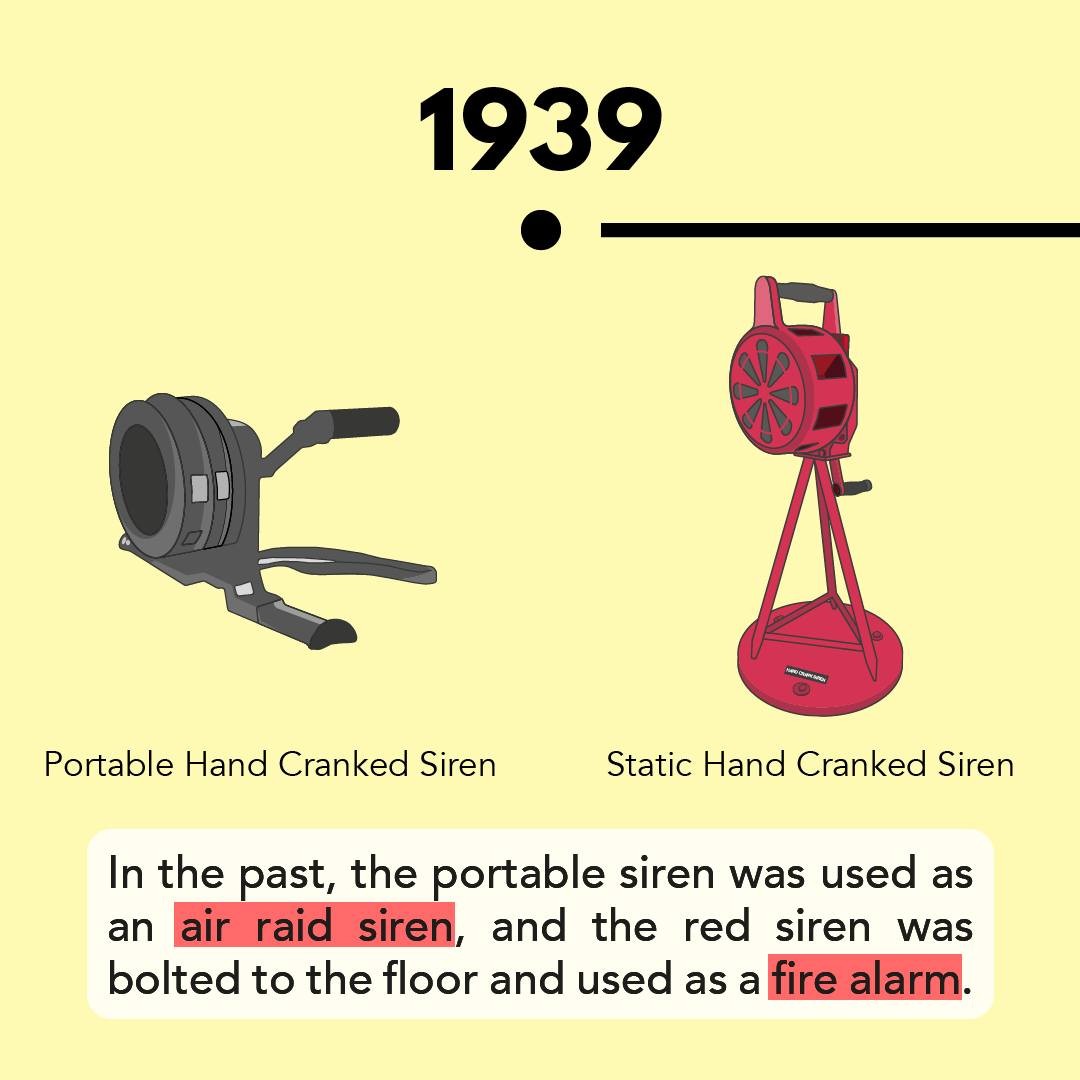 1939
HAND CRANK SIREN
Portable Hand Cranked Siren
Static Hand Cranked Siren
In the past, the portable siren was used as
an air raid siren, and the red siren was
bolted to the floor and used as a fire alarm.